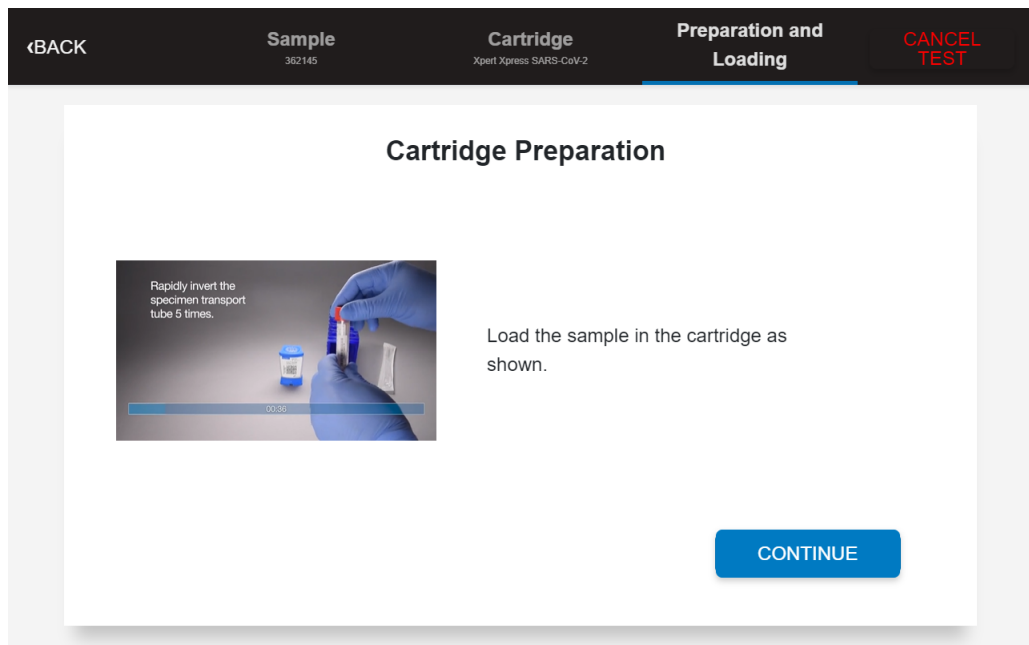 ‹BACK
Sample
362145
Cartridge
Xpert Xpress SARS-CoV-2
Preparation and
Loading
CANCEL
TEST
Cartridge Preparation
Rapidly invert the
specimen transport
tube 5 times.
00:36
Load the sample in the cartridge as
shown.
CONTINUE